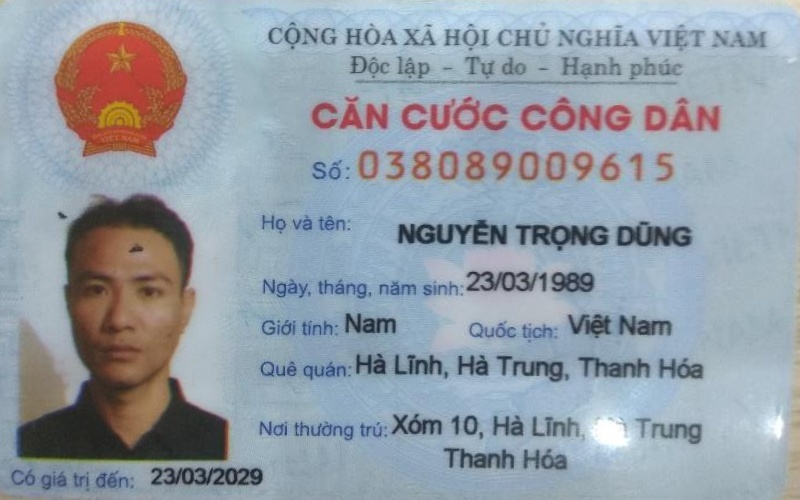 CỘNG HÒA XÃ HỘI CHỦ NGHĨA VIỆT NAM
Độc lập – Tự do – Hạnh phúc
CĂN CƯỚC CÔNG DÂN
Số: 038089009615
Họ và tên: NGUYỄN TRỌNG DŨNG
Ngày, tháng, năm sinh: 23/03/1989
Giới tính: Nam Quốc tịch: Việt Nam
Quê quán: Hà Lĩnh, Hà Trung, Thanh Hóa
Nơi thường trú: Xóm 10, Hà Lĩnh, Hà Trung
Thanh Hóa
Có giá trị đến: 23/03/2029